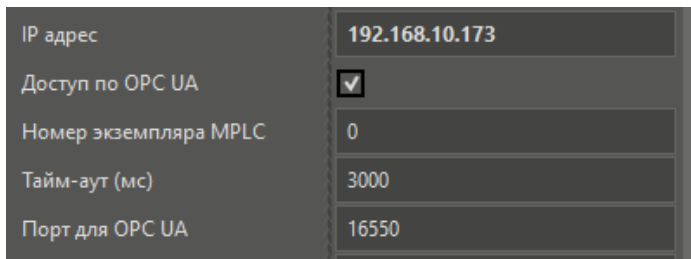 IP адрес 192.168.10.173
Доступ по OPC UA
Номер экземпляра MPLC 0
Тайм-аут (мс) 3000
Порт для OPC UA 16550